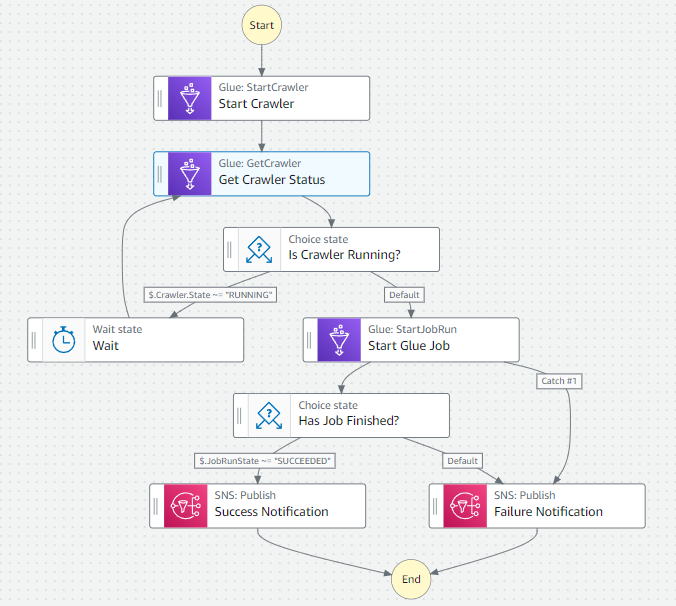 Start
Glue: StartCrawler
Start Crawler
Glue: GetCrawler
Get Crawler Status
Choice state
Is Crawler Running?
$.Crawler.State ~= "RUNNING"
Default
Wait state
Wait
Glue: StartJobRun
Start Glue Job
Catch #1
Choice state
Has Job Finished?
$.JobRunState ~= "SUCCEEDED"
Default
SNS: Publish
Success Notification
SNS: Publish
Failure Notification
End